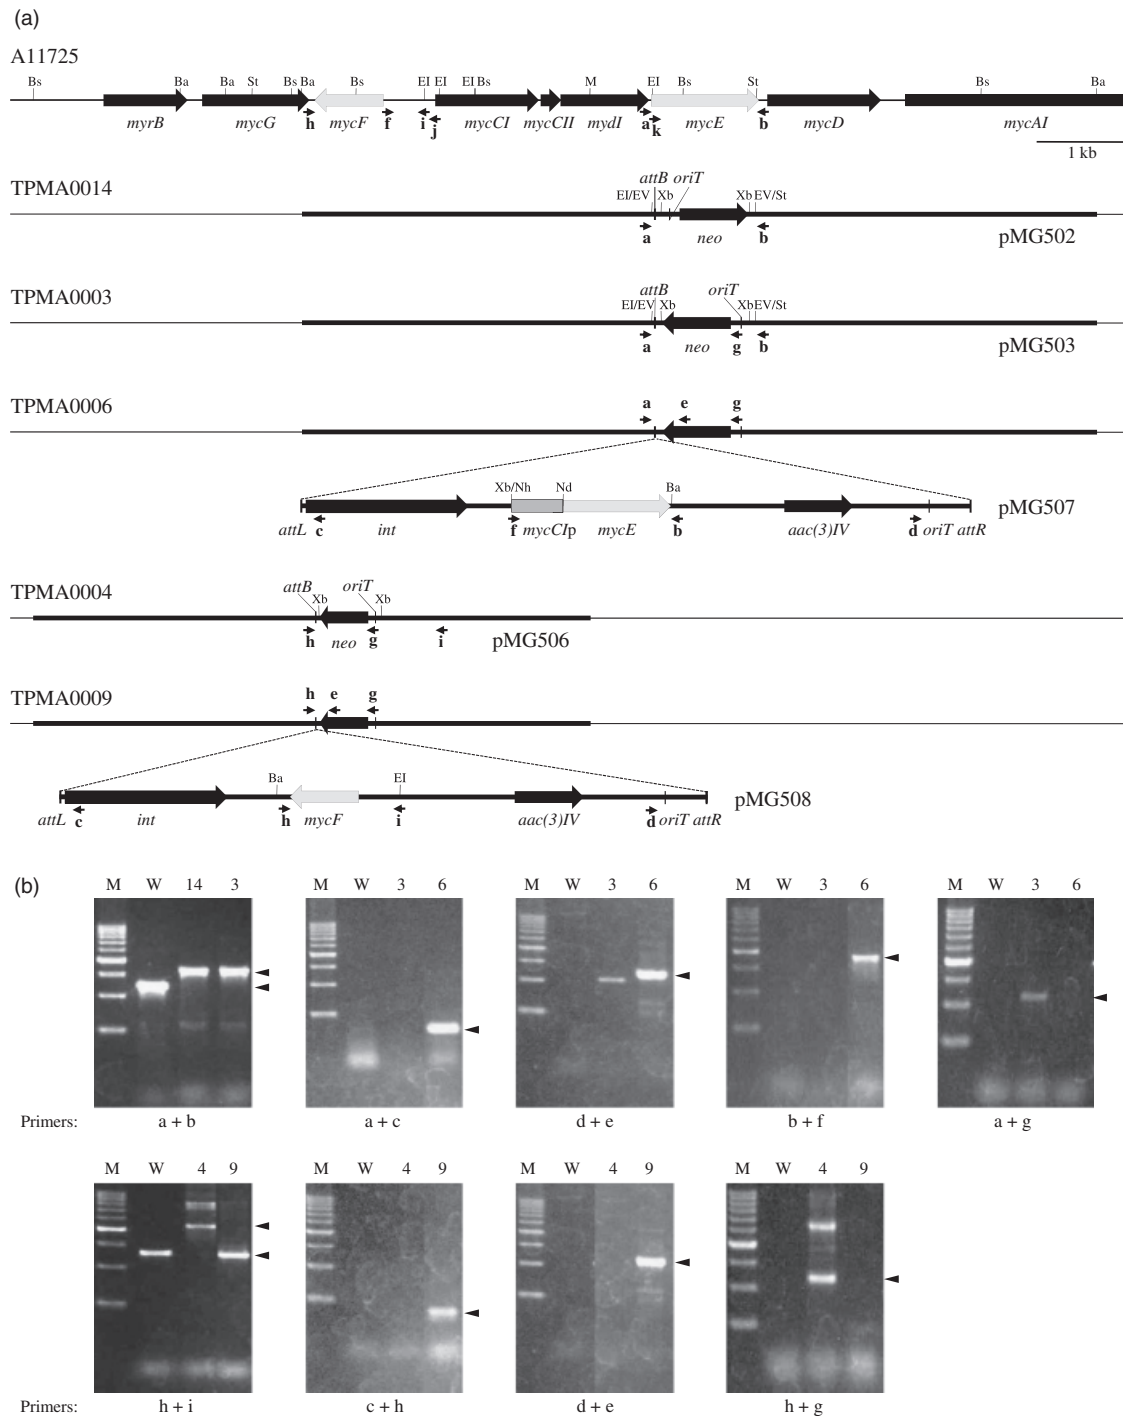 (a)
A11725
Bs Ba Ba St Bs Ba Bs EI EI EI Bs M EI Bs St Bs Ba
myrB mycG h mycF f i j mycCI mycCII mydI a k mycE b mycD mycAI
1 kb
TPMA0014
attB oriT
EI/EV Xb Xb EV/St
a neo b pMG502
TPMA0003
attB oriT
EI/EV Xb Xb EV/St
a neo g b pMG503
TPMA0006
a e g
Xb/Nh Nd Ba
pMG507
attL c int f mycCIp mycE b aac(3)IV d oriT attR
TPMA0004
attB oriT
Xb Xb
h neo g i pMG506
TPMA0009
h e g
Ba EI
pMG508
attL c int h mycF i aac(3)IV d oriT attR
(b)
M W 14 3
M W 3 6
M W 3 6
M W 3 6
M W 3 6
Primers: a + b a + c d + e b + f a + g
M W 4 9
M W 4 9
M W 4 9
M W 4 9
Primers: h + i c + h d + e h + g